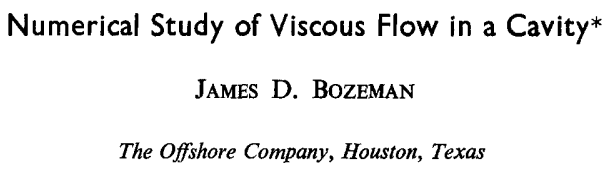 Numerical Study of Viscous Flow in a Cavity*
JAMES D. BOZEMAN
The Offshore Company, Houston, Texas